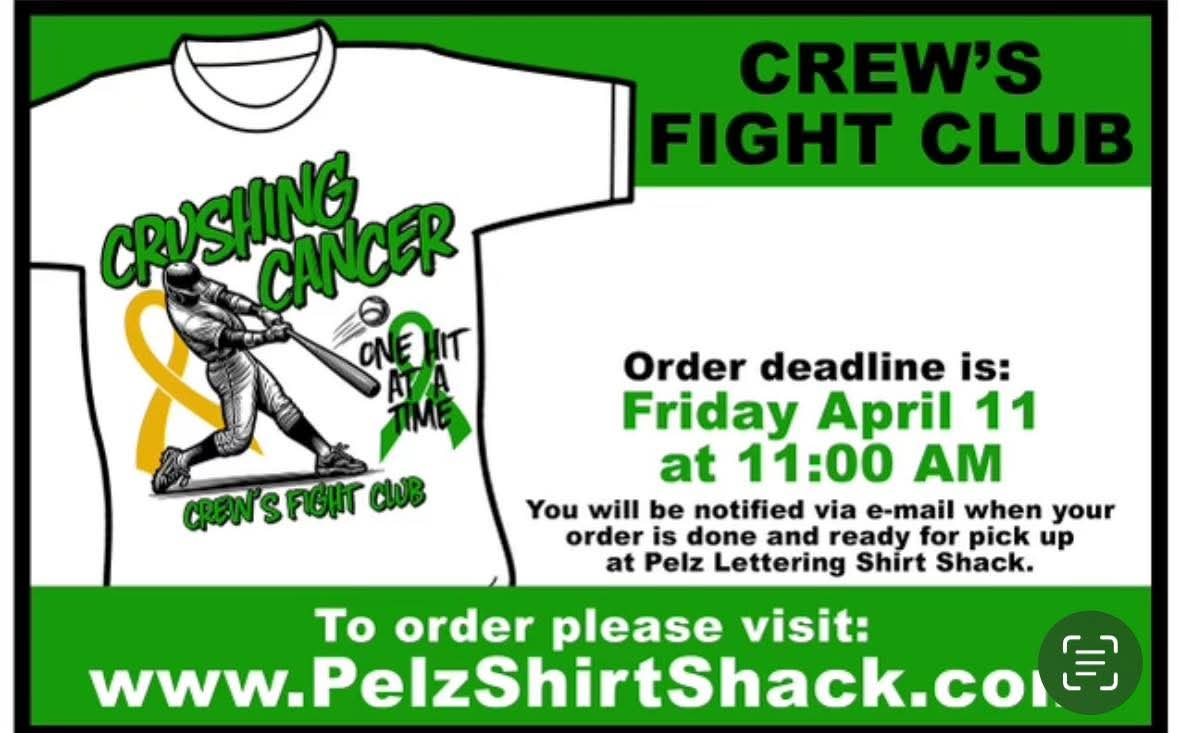 CREW'S
FIGHT CLUB
CRUSHING
CANCER
ONE HIT
AT A
TIME
CREW'S FIGHT CLUB
Order deadline is:
Friday April 11
at 11:00 AM
You will be notified via e-mail when your
order is done and ready for pick up
at Pelz Lettering Shirt Shack.
To order please visit:
www.PelzShirtShack.com